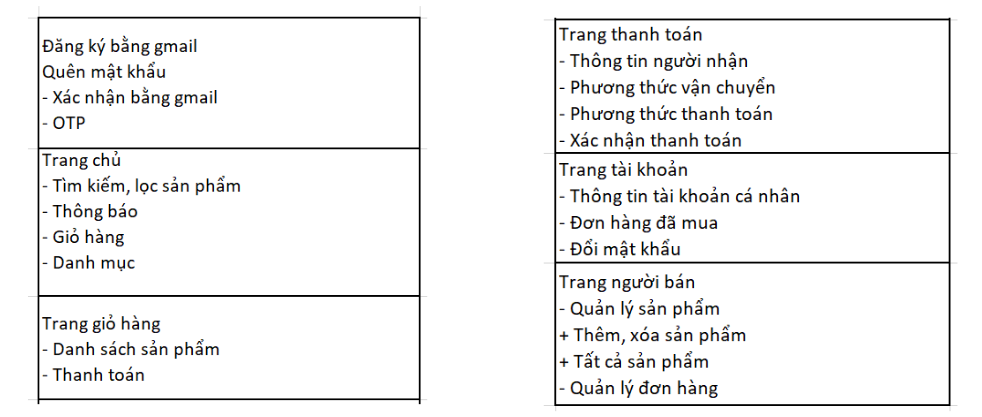 Đăng ký bằng gmail
Quên mật khẩu
- Xác nhận bằng gmail
- OTP
Trang chủ
- Tìm kiếm, lọc sản phẩm
- Thông báo
- Giỏ hàng
- Danh mục
Trang giỏ hàng
- Danh sách sản phẩm
- Thanh toán
Trang thanh toán
- Thông tin người nhận
- Phương thức vận chuyển
- Phương thức thanh toán
- Xác nhận thanh toán
Trang tài khoản
- Thông tin tài khoản cá nhân
- Đơn hàng đã mua
- Đổi mật khẩu
Trang người bán
- Quản lý sản phẩm
+ Thêm, xóa sản phẩm
+ Tất cả sản phẩm
- Quản lý đơn hàng